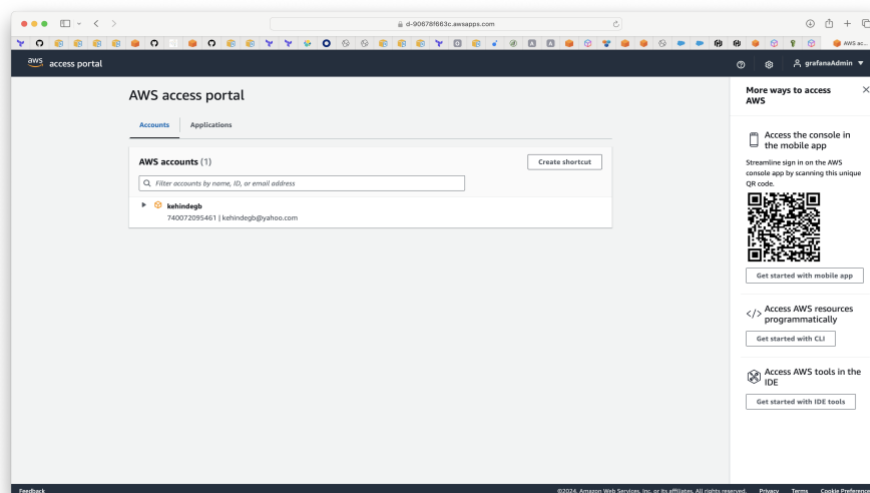 d-90678f663c.awsapps.com
AWS ac...
aws access portal
grafanaAdmin
AWS access portal
Accounts
Applications
AWS accounts (1)
Create shortcut
Filter accounts by name, ID, or email address
kehindegb
740072095461 | kehindegb@yahoo.com
More ways to access
AWS
Access the console in
the mobile app
Streamline sign in on the AWS
console app by scanning this unique
QR code.
Get started with mobile app
Access AWS resources
programmatically
Get started with CLI
Access AWS tools in the
IDE
Get started with IDE tools
Feedback
©2024, Amazon Web Services, Inc. or its affiliates. All rights reserved.
Privacy
Terms
Cookie Preference